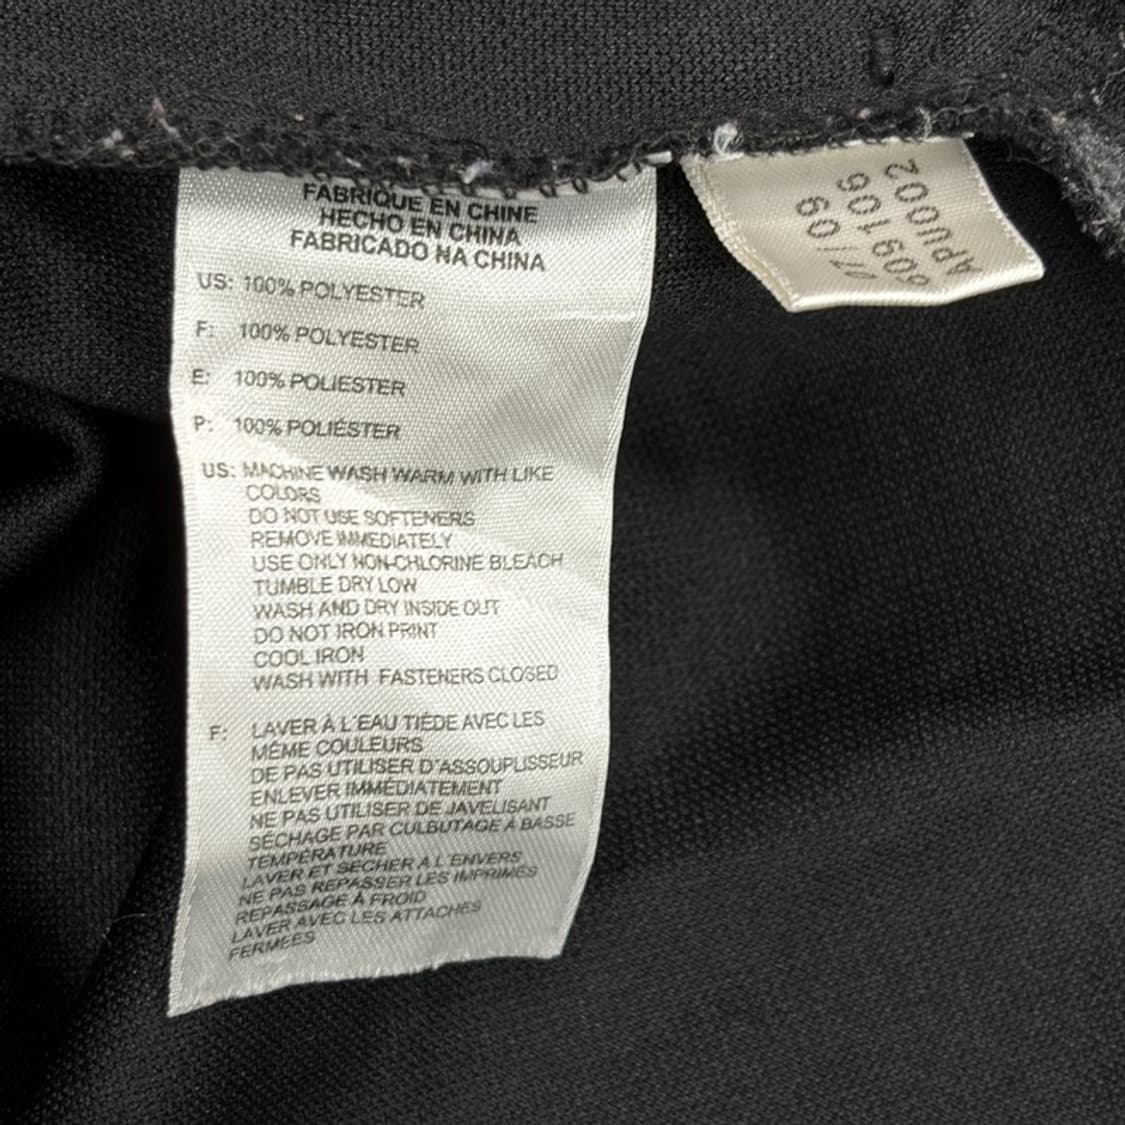 FABRIQUE EN CHINE
HECHO EN CHINA
FABRICADO NA CHINA
US: 100% POLYESTER
F: 100% POLYESTER
E: 100% POLIESTER
P: 100% POLIÉSTER
US: MACHINE WASH WARM WITH LIKE
COLORS
DO NOT USE SOFTENERS
REMOVE IMMEDIATELY
USE ONLY NON-CHLORINE BLEACH
TUMBLE DRY LOW
WASH AND DRY INSIDE OUT
DO NOT IRON PRINT
COOL IRON
WASH WITH FASTENERS CLOSED
F: LAVER À L'EAU TIÈDE AVEC LES
MÊME COULEURS
DE PAS UTILISER D'ASSOUPLISSEUR
ENLEVER IMMÉDIATEMENT
NE PAS UTILISER DE JAVELISANT
SÉCHAGE PAR CULBUTAGE À BASSE
TEMPÉRATURE
LAVER ET SÉCHER A L'ENVERS
NE PAS REPASSER LES IMPRIMÉS
REPASSAGE À FROID
LAVER AVEC LES ATTACHES
FERMÉES
07/09
609106
APU002